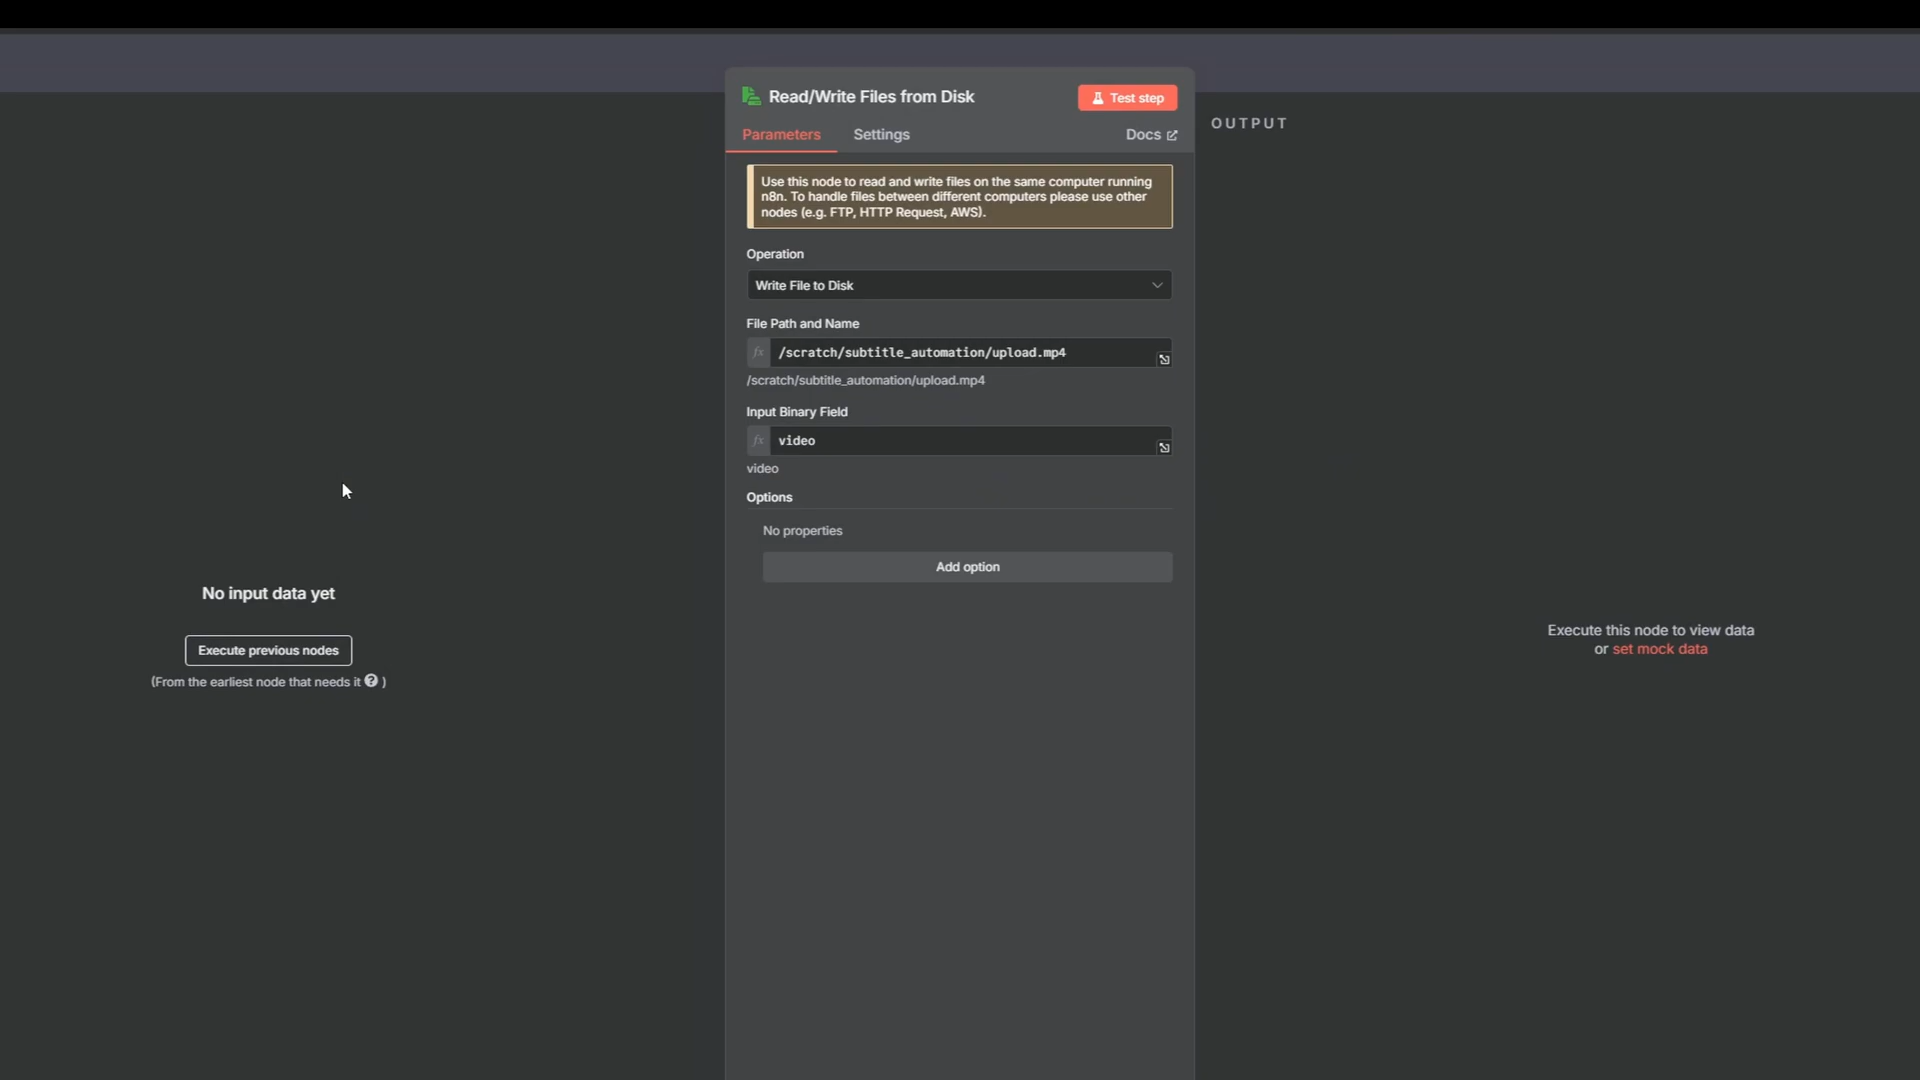 Read/Write Files from Disk
Test step
Parameters
Settings
Docs
OUTPUT
Use this node to read and write files on the same computer running
n8n. To handle files between different computers please use other
nodes (e.g. FTP, HTTP Request, AWS).
Operation
Write File to Disk
File Path and Name
fx /scratch/subtitle_automation/upload.mp4
/scratch/subtitle_automation/upload.mp4
Input Binary Field
fx video
video
Options
No properties
Add option
No input data yet
Execute previous nodes
(From the earliest node that needs it ? )
Execute this node to view data
or set mock data